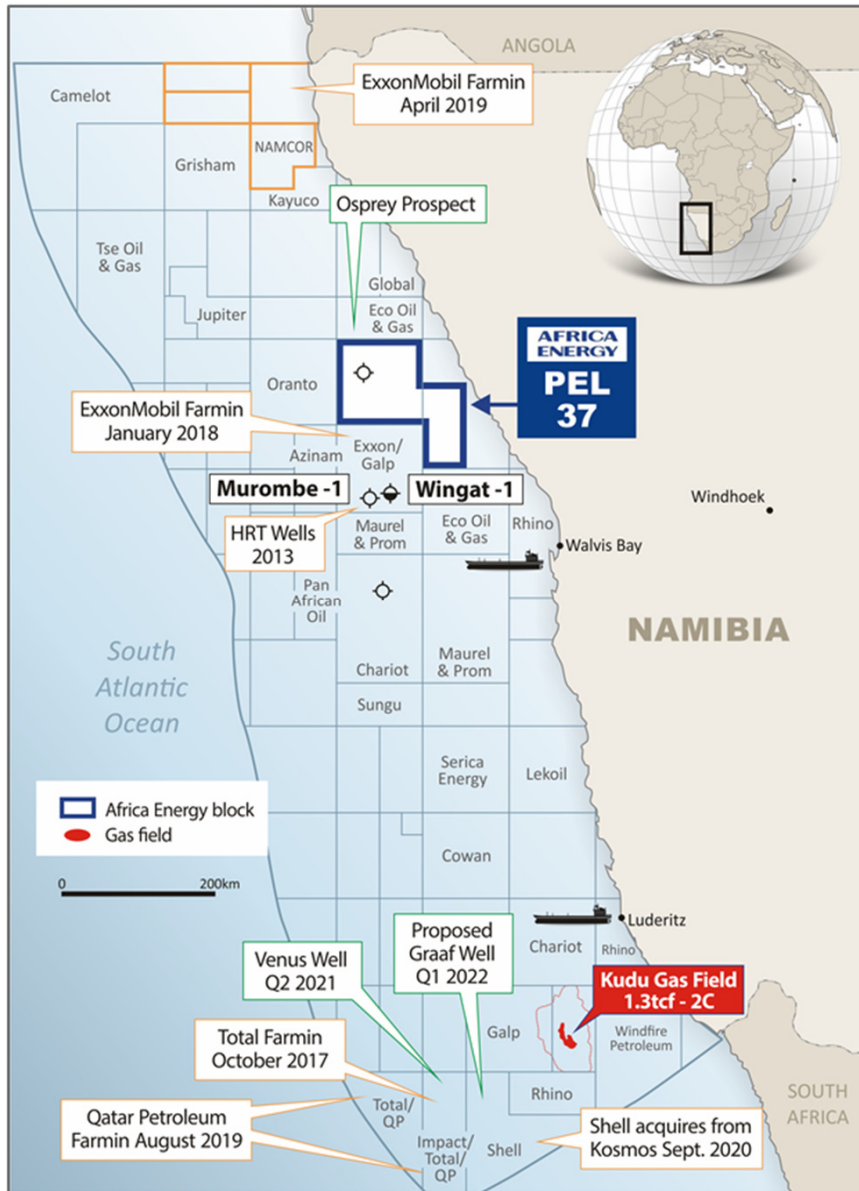 ANGOLA
ExxonMobil Farmin
April 2019
Camelot
NAMCOR
Grisham
Kayuco
Osprey Prospect
Tse Oil
& Gas
Global
Jupiter
Eco Oil
& Gas
AFRICA
ENERGY
PEL
37
Oranto
ExxonMobil Farmin
January 2018
Azinam
Exxon/
Galp
Murombe -1
Wingat -1
Windhoek
HRT Wells
2013
Maurel
& Prom
Eco Oil
& Gas
Rhino
Walvis Bay
Pan
African
Oil
NAMIBIA
South
Atlantic
Ocean
Chariot
Maurel
& Prom
Sungu
Serica
Energy
Lekoil
Africa Energy block
Gas field
0
200km
Cowan
Luderitz
Proposed
Graaf Well
Q1 2022
Chariot
Rhino
Venus Well
Q2 2021
Kudu Gas Field
1.3tcf - 2C
Total Farmin
October 2017
Galp
Windfire
Petroleum
Rhino
SOUTH
AFRICA
Qatar Petroleum
Farmin August 2019
Total/
QP
Impact/
Total/
QP
Shell
Shell acquires from
Kosmos Sept. 2020